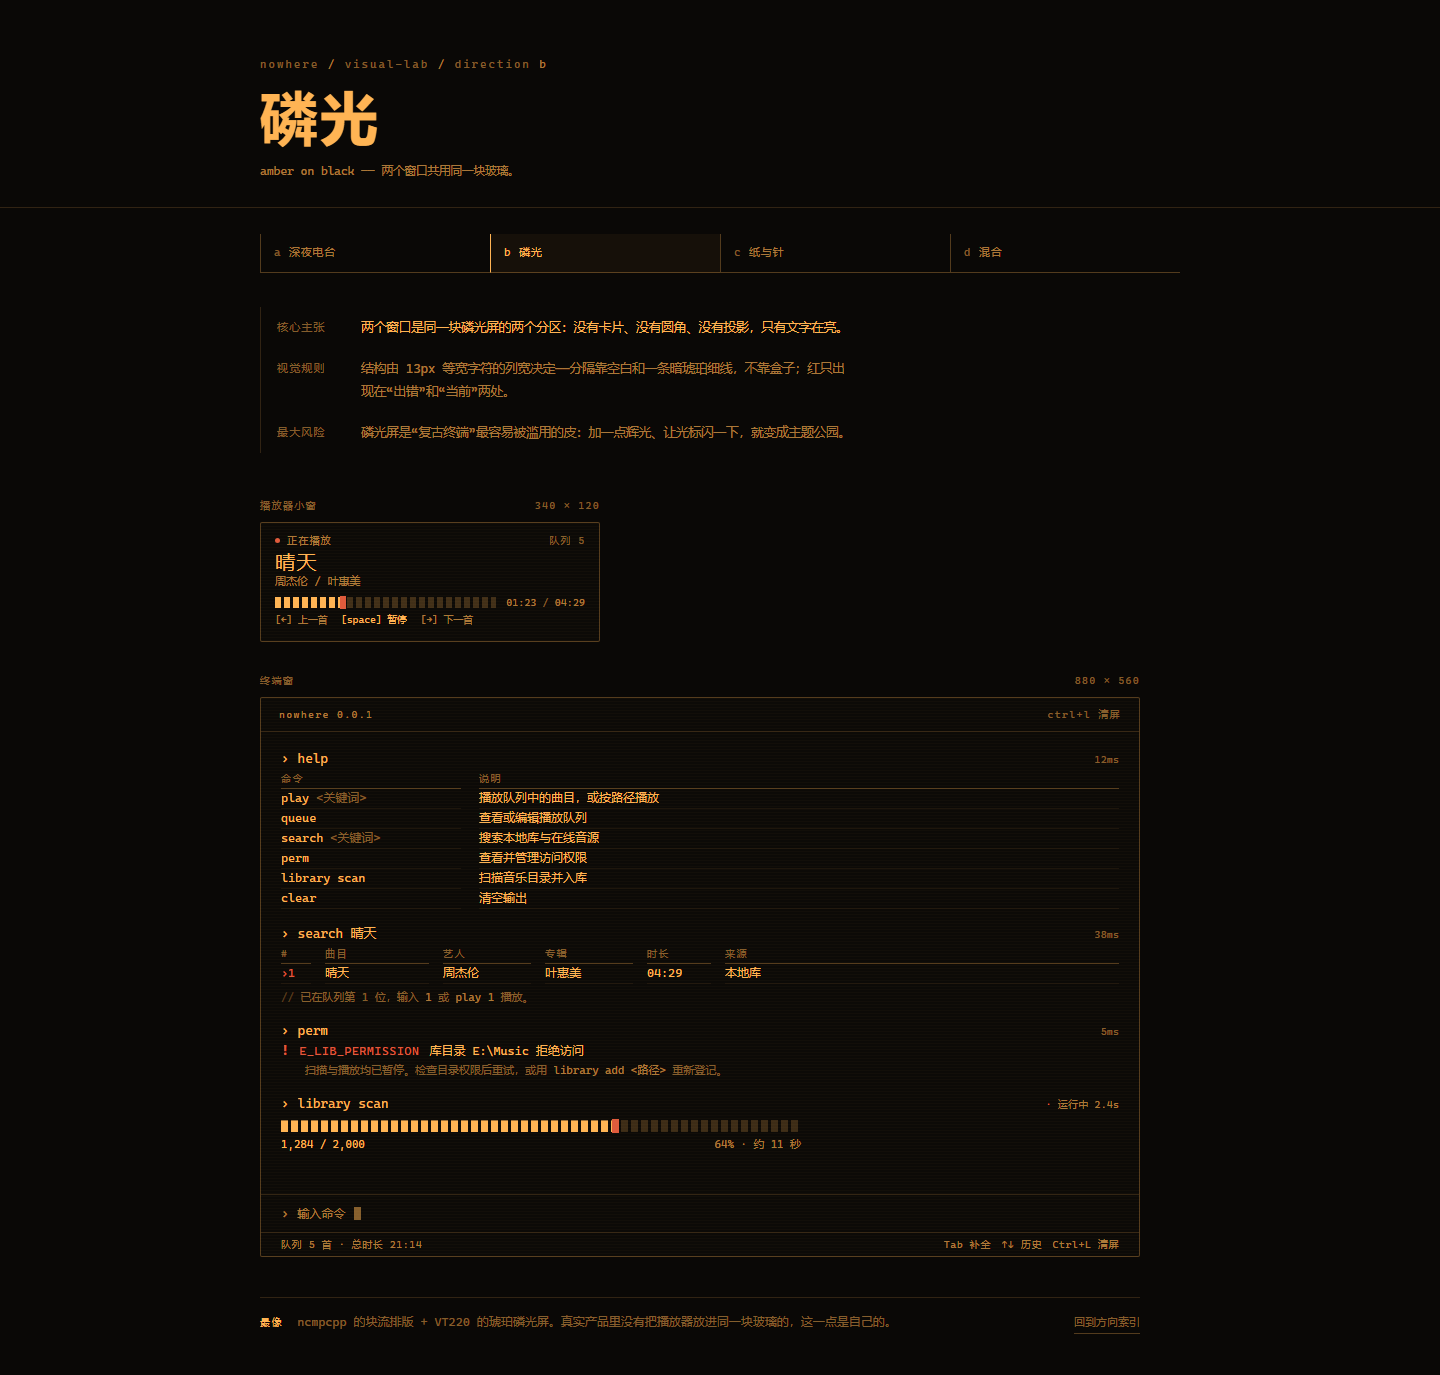 nowhere / visual-lab / direction b
磷光
amber on black — 两个窗口共用同一块玻璃。
a 深夜电台
b 磷光
c 纸与针
d 混合
核心主张 两个窗口是同一块磷光屏的两个分区：没有卡片、没有圆角、没有投影，只有文字在亮。
视觉规则 结构由 13px 等宽字符的列宽决定—分隔靠空白和一条暗琥珀细线，不靠盒子；红只出
现在“出错”和“当前”两处。
最大风险 磷光屏是“复古终端”最容易被滥用的皮：加一点辉光、让光标闪一下，就变成主题公园。
播放器小窗 340 × 120
正在播放 队列 5
晴天
周杰伦 / 叶惠美
01:23 / 04:29
[←] 上一首 [space] 暂停 [→] 下一首
终端窗 880 × 560
nowhere 0.0.1 ctrl+l 清屏
› help 12ms
命令 说明
play <关键词> 播放队列中的曲目，或按路径播放
queue 查看或编辑播放队列
search <关键词> 搜索本地库与在线音源
perm 查看并管理访问权限
library scan 扫描音乐目录并入库
clear 清空输出
› search 晴天 38ms
# 曲目 艺人 专辑 时长 来源
›1 晴天 周杰伦 叶惠美 04:29 本地库
// 已在队列第 1 位，输入 1 或 play 1 播放。
› perm 5ms
! E_LIB_PERMISSION 库目录 E:\Music 拒绝访问
扫描与播放均已暂停。检查目录权限后重试，或用 library add <路径> 重新登记。
› library scan · 运行中 2.4s
1,284 / 2,000 64% · 约 11 秒
› 输入命令
队列 5 首 · 总时长 21:14 Tab 补全 ↑↓ 历史 Ctrl+L 清屏
最像 ncmpcpp 的块流排版 + VT220 的琥珀磷光屏。真实产品里没有把播放器放进同一块玻璃的，这一点是自己的。 回到方向索引